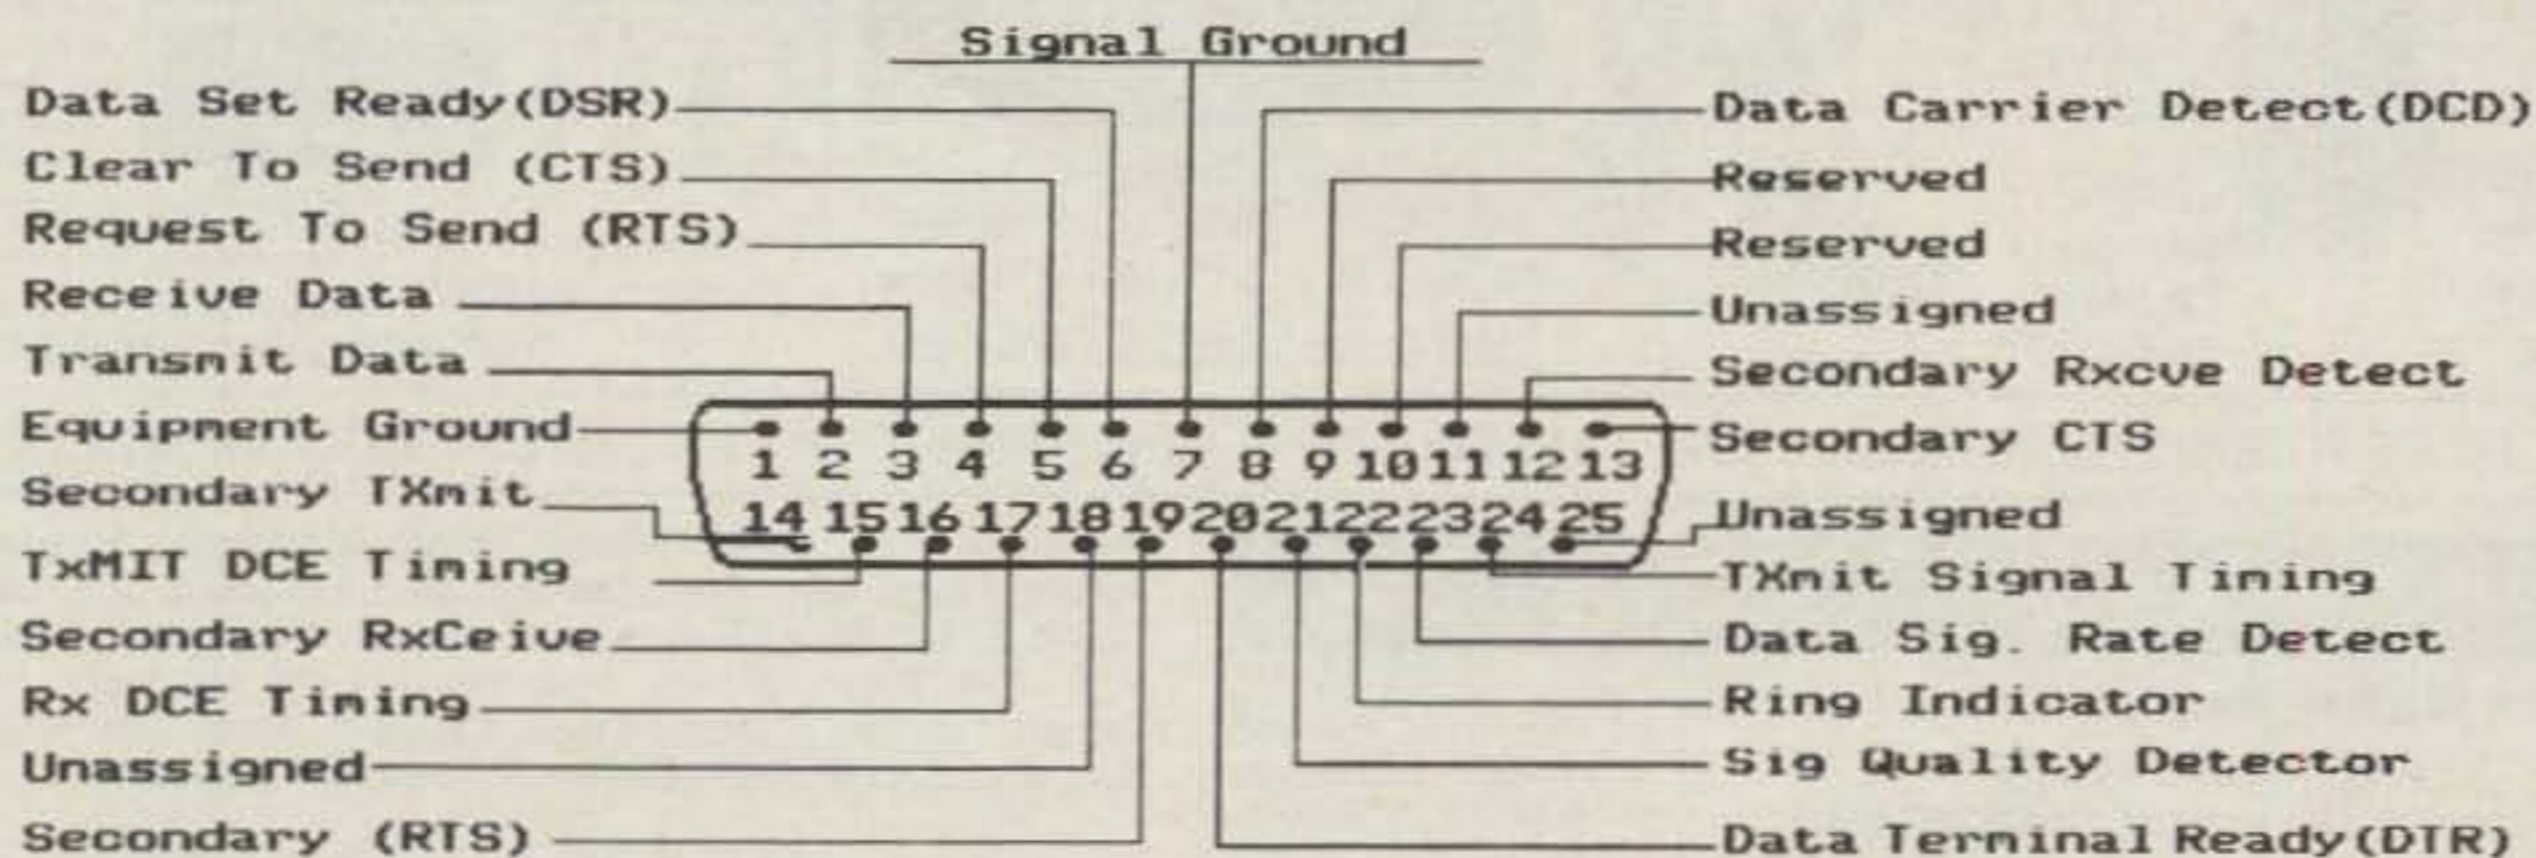 Signal Ground
Data Set Ready(DSR)
Clear To Send (CTS)
Request To Send (RTS)
Receive Data
Transmit Data
Equipment Ground
Secondary TXmit
TxMIT DCE Timing
Secondary RxCeive
Rx DCE Timing
Unassigned
Secondary (RTS)
1 2 3 4 5 6 7 8 9 10 11 12 13
14 15 16 17 18 19 20 21 22 23 24 25
Data Carrier Detect(DCD)
Reserved
Reserved
Unassigned
Secondary Rxcve Detect
Secondary CTS
Unassigned
TXmit Signal Timing
Data Sig. Rate Detect
Ring Indicator
Sig Quality Detector
Data Terminal Ready(DTR)